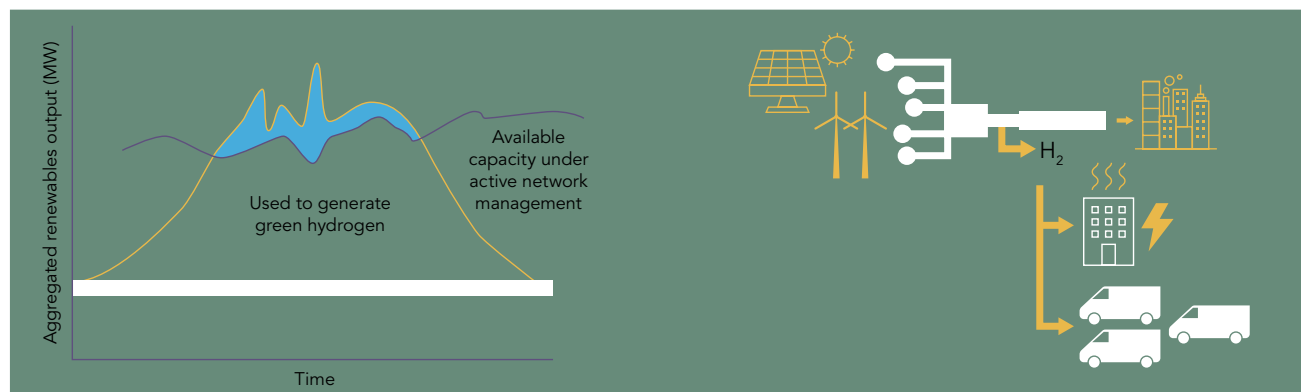 Aggregated renewables output (MW)
Available
capacity under
active network
management
Used to generate
green hydrogen
Time
H₂